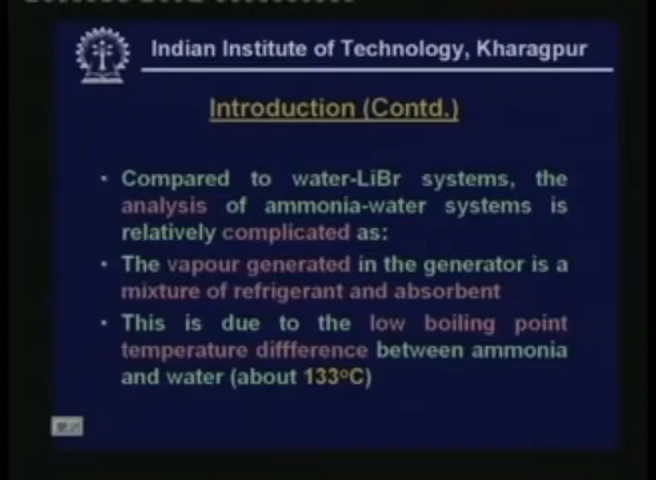 Indian Institute of Technology, Kharagpur
Introduction (Contd.)
• Compared to water-LiBr systems, the
analysis of ammonia-water systems is
relatively complicated as:
• The vapour generated in the generator is a
mixture of refrigerant and absorbent
• This is due to the low boiling point
temperature diffference between ammonia
and water (about 133oC)